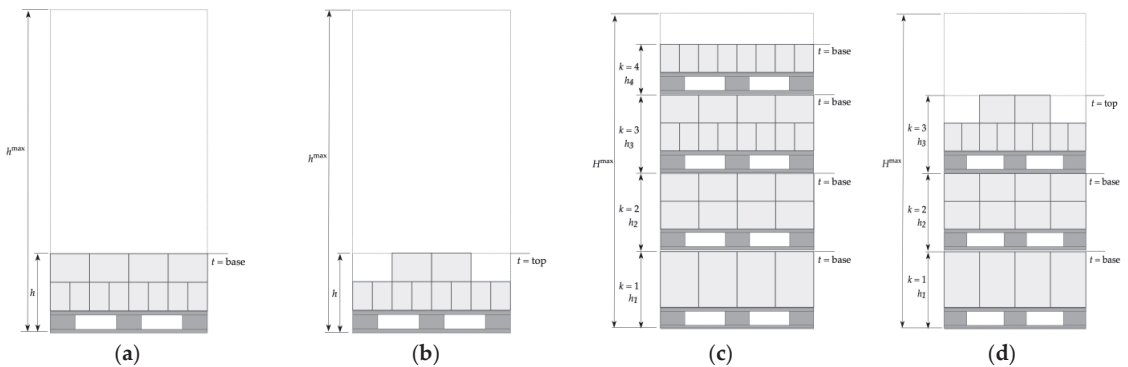 h^max
h
t = base
(a)
h^max
h
t = top
(b)
H^max
k = 4
h4
t = base
k = 3
h3
t = base
k = 2
h2
t = base
k = 1
h1
t = base
(c)
H^max
k = 3
h3
t = top
k = 2
h2
t = base
k = 1
h1
t = base
(d)